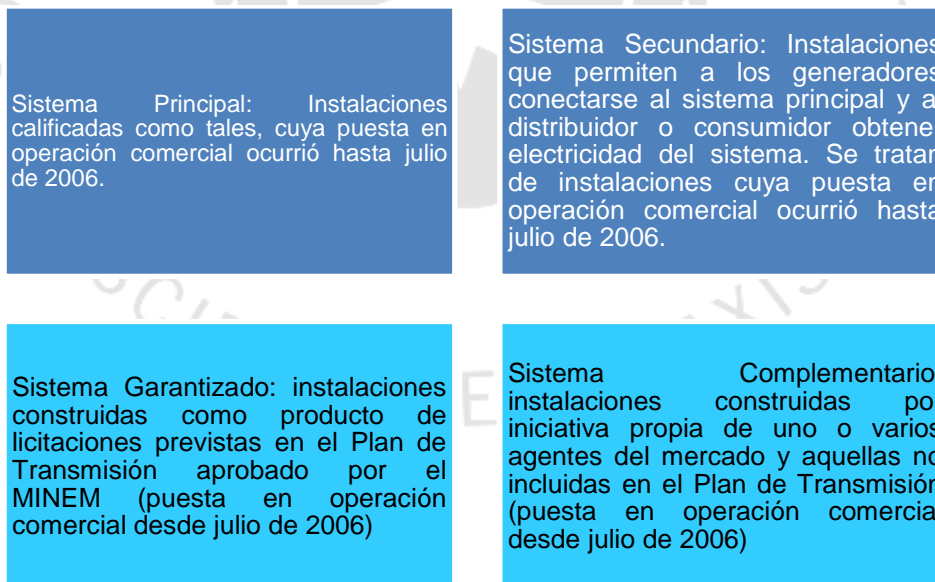 Sistema Principal: Instalaciones
calificadas como tales, cuya puesta en
operación comercial ocurrió hasta julio
de 2006.
Sistema Secundario: Instalaciones
que permiten a los generadores
conectarse al sistema principal y a
distribuidor o consumidor obtene
electricidad del sistema. Se tratan
de instalaciones cuya puesta en
operación comercial ocurrió hasta
julio de 2006.
Sistema Garantizado: instalaciones
construidas como producto de
licitaciones previstas en el Plan de
Transmisión aprobado por el
MINEM (puesta en operación
comercial desde julio de 2006)
Sistema Complementario
instalaciones construidas po
iniciativa propia de uno o varios
agentes del mercado y aquellas no
incluidas en el Plan de Transmisión
(puesta en operación comercia
desde julio de 2006)